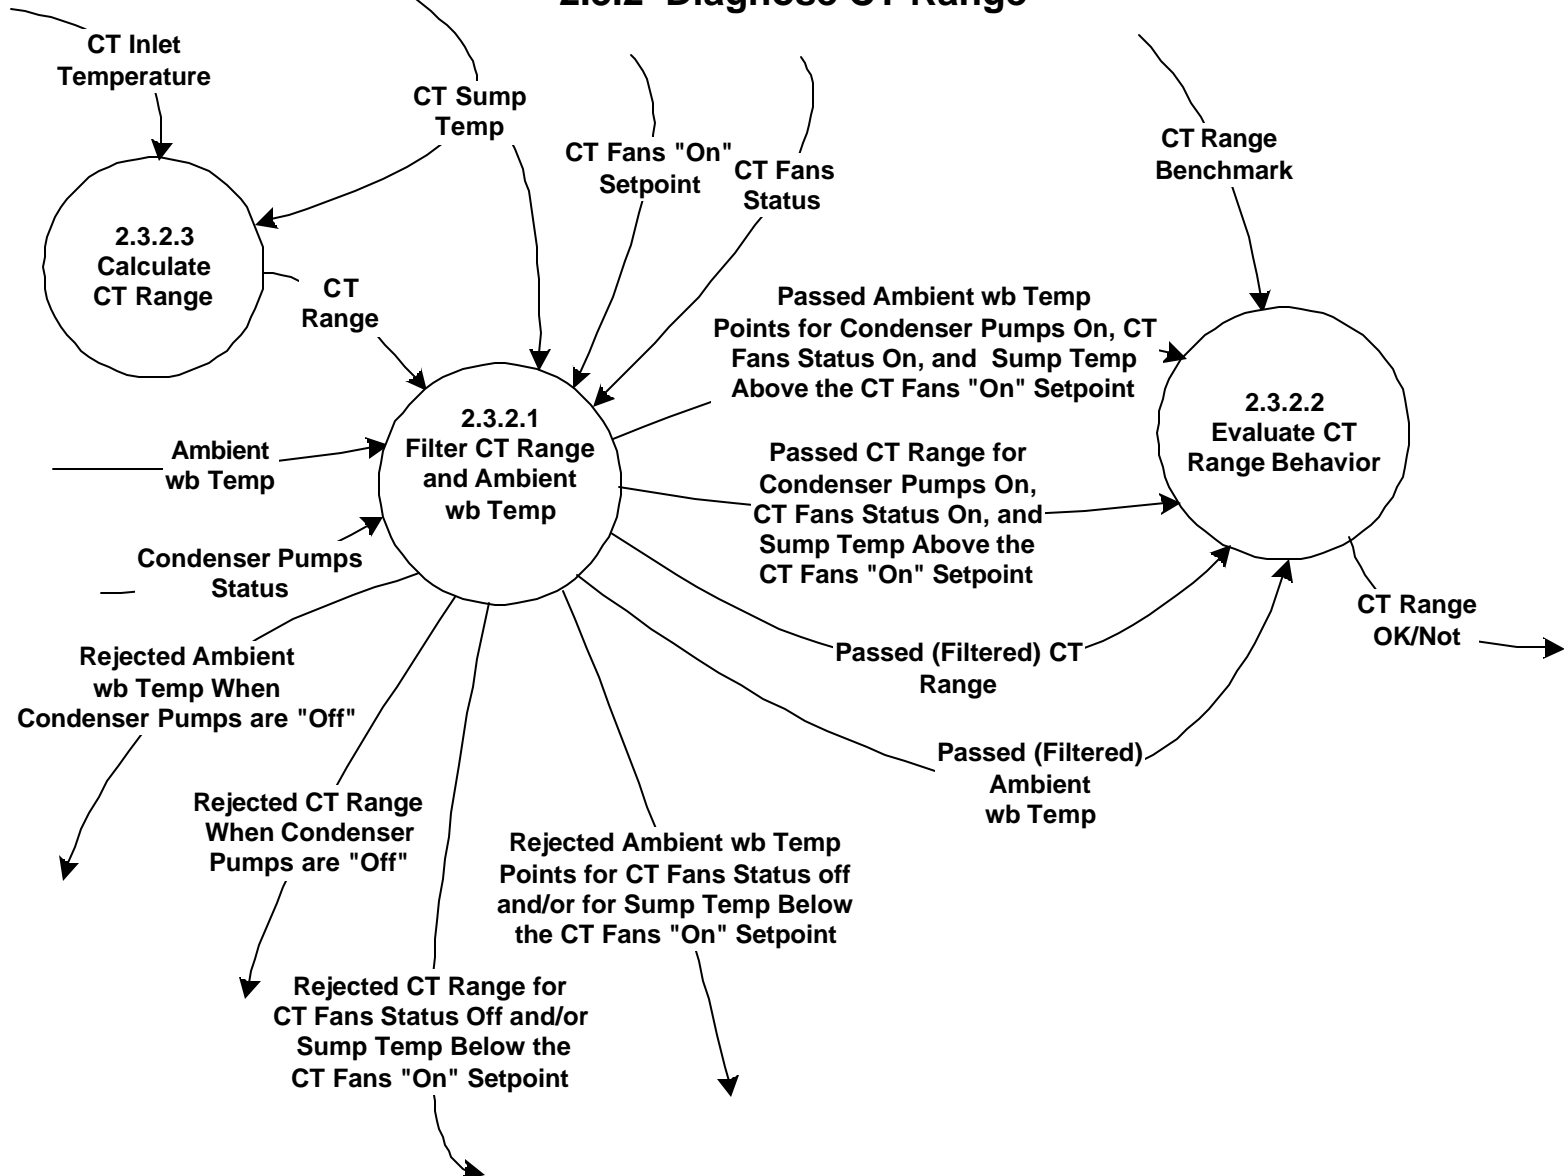 2.3.2 Diagnose CT Range
CT Inlet
Temperature
CT Sump
Temp
CT Fans "On"
Setpoint
CT Fans
Status
CT Range
Benchmark
2.3.2.3
Calculate
CT Range
CT
Range
Passed Ambient wb Temp
Points for Condenser Pumps On, CT
Fans Status On, and Sump Temp
Above the CT Fans "On" Setpoint
2.3.2.1
Filter CT Range
and Ambient
wb Temp
2.3.2.2
Evaluate CT
Range Behavior
Ambient
wb Temp
Passed CT Range for
Condenser Pumps On,
CT Fans Status On, and
Sump Temp Above the
CT Fans "On" Setpoint
Condenser Pumps
Status
CT Range
OK/Not
Passed (Filtered) CT
Range
Rejected Ambient
wb Temp When
Condenser Pumps are "Off"
Passed (Filtered)
Ambient
wb Temp
Rejected CT Range
When Condenser
Pumps are "Off"
Rejected Ambient wb Temp
Points for CT Fans Status off
and/or for Sump Temp Below
the CT Fans "On" Setpoint
Rejected CT Range for
CT Fans Status Off and/or
Sump Temp Below the
CT Fans "On" Setpoint